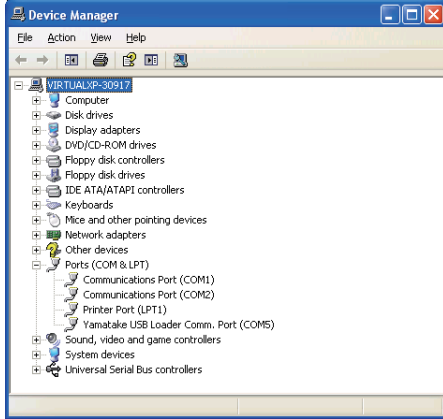 Device Manager
File Action View Help
VIRTUALXP-30917
Computer
Disk drives
Display adapters
DVD/CD-ROM drives
Floppy disk controllers
Floppy disk drives
IDE ATA/ATAPI controllers
Keyboards
Mice and other pointing devices
Network adapters
Other devices
Ports (COM & LPT)
Communications Port (COM1)
Communications Port (COM2)
Printer Port (LPT1)
Yamatake USB Loader Comm. Port (COM5)
Sound, video and game controllers
System devices
Universal Serial Bus controllers